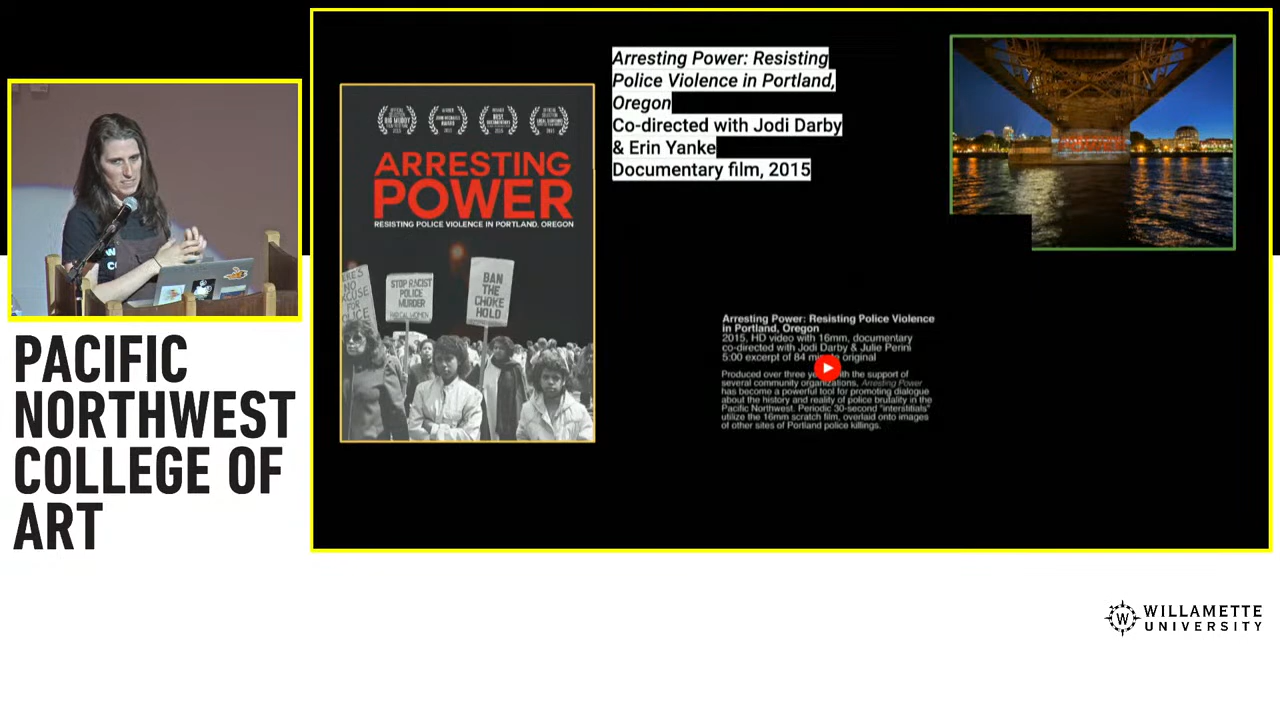 PACIFIC
NORTHWEST
COLLEGE OF
ART
ARRESTING
POWER
RESISTING POLICE VIOLENCE IN PORTLAND, OREGON
STOP RACIST
POLICE
MURDER
BAN
THE
CHOKE
HOLD
Arresting Power: Resisting
Police Violence in Portland,
Oregon
Co-directed with Jodi Darby
& Erin Yanke
Documentary film, 2015
Arresting Power: Resisting Police Violence
in Portland, Oregon
2015, HD video with 16mm, documentary
co-directed with Jodi Darby & Julie Perini
5:00 excerpt of 84 original
Produced over three with the support of
several community organizations, Arresting Power
has become a powerful tool for promoting dialogue
about the history and reality of police brutality in the
Pacific Northwest. Periodic 30-second "interstitials"
utilize the 16mm scratch film, overlaid onto images
of other sites of Portland police killings.
W
WILLAMETTE
UNIVERSITY